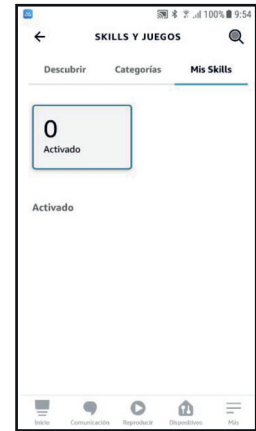 100% 9:54
SKILLS Y JUEGOS
Descubrir Categorías Mis Skills
0
Activado
Activado
Inicio Comunicación Reproducir Dispositivos Más